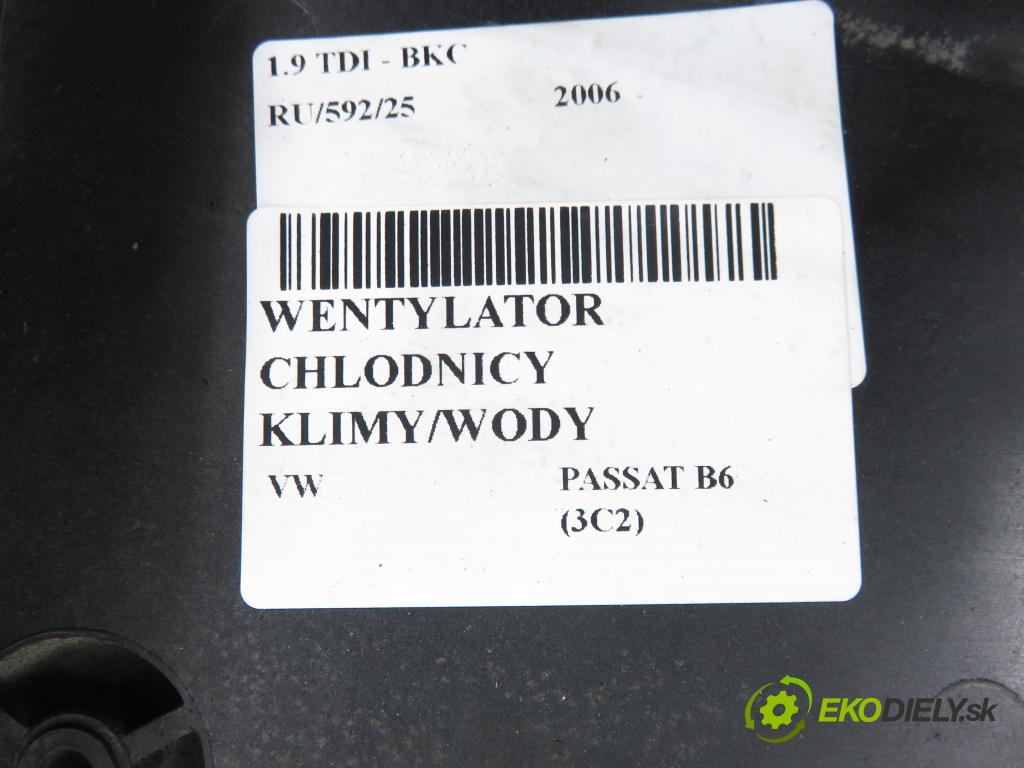 1.9 TDI - BKC
RU/592/25 2006
WENTYLATOR
CHLODNICY
KLIMY/WODY
VW PASSAT B6
(3C2)
EKODIELY.sk